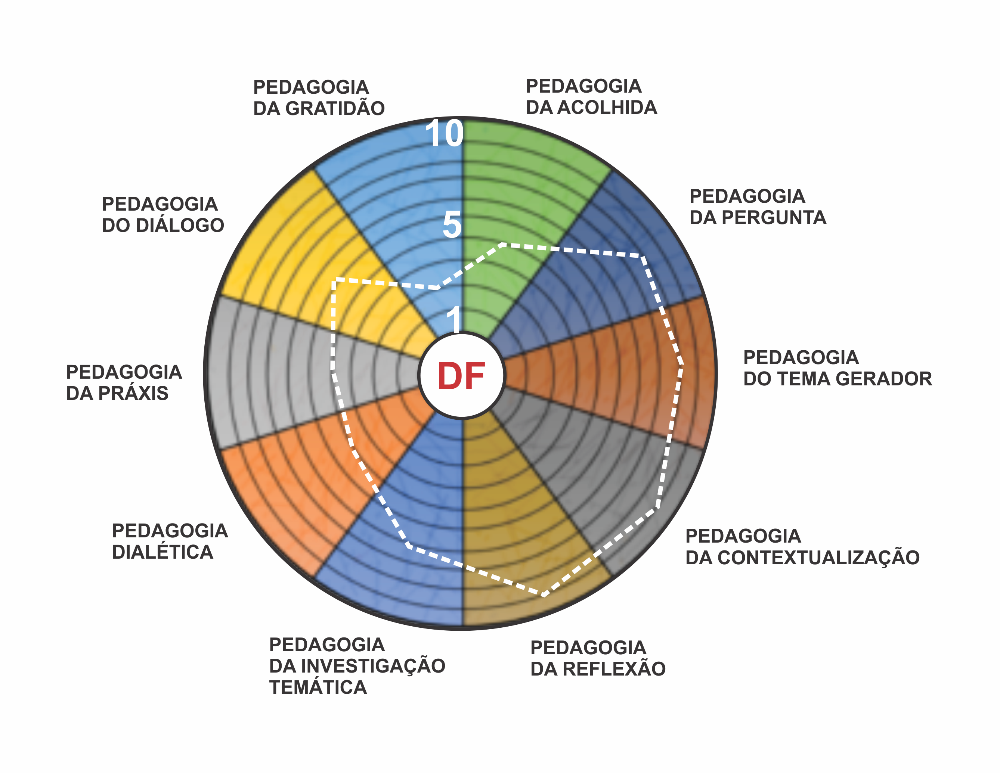 PEDAGOGIA
DA GRATIDÃO
PEDAGOGIA
DA ACOLHIDA
10
PEDAGOGIA
DO DIÁLOGO
PEDAGOGIA
DA PERGUNTA
5
1
DF
PEDAGOGIA
DA PRÁXIS
PEDAGOGIA
DO TEMA GERADOR
PEDAGOGIA
DIALÉTICA
PEDAGOGIA
DA CONTEXTUALIZAÇÃO
PEDAGOGIA
DA INVESTIGAÇÃO
TEMÁTICA
PEDAGOGIA
DA REFLEXÃO